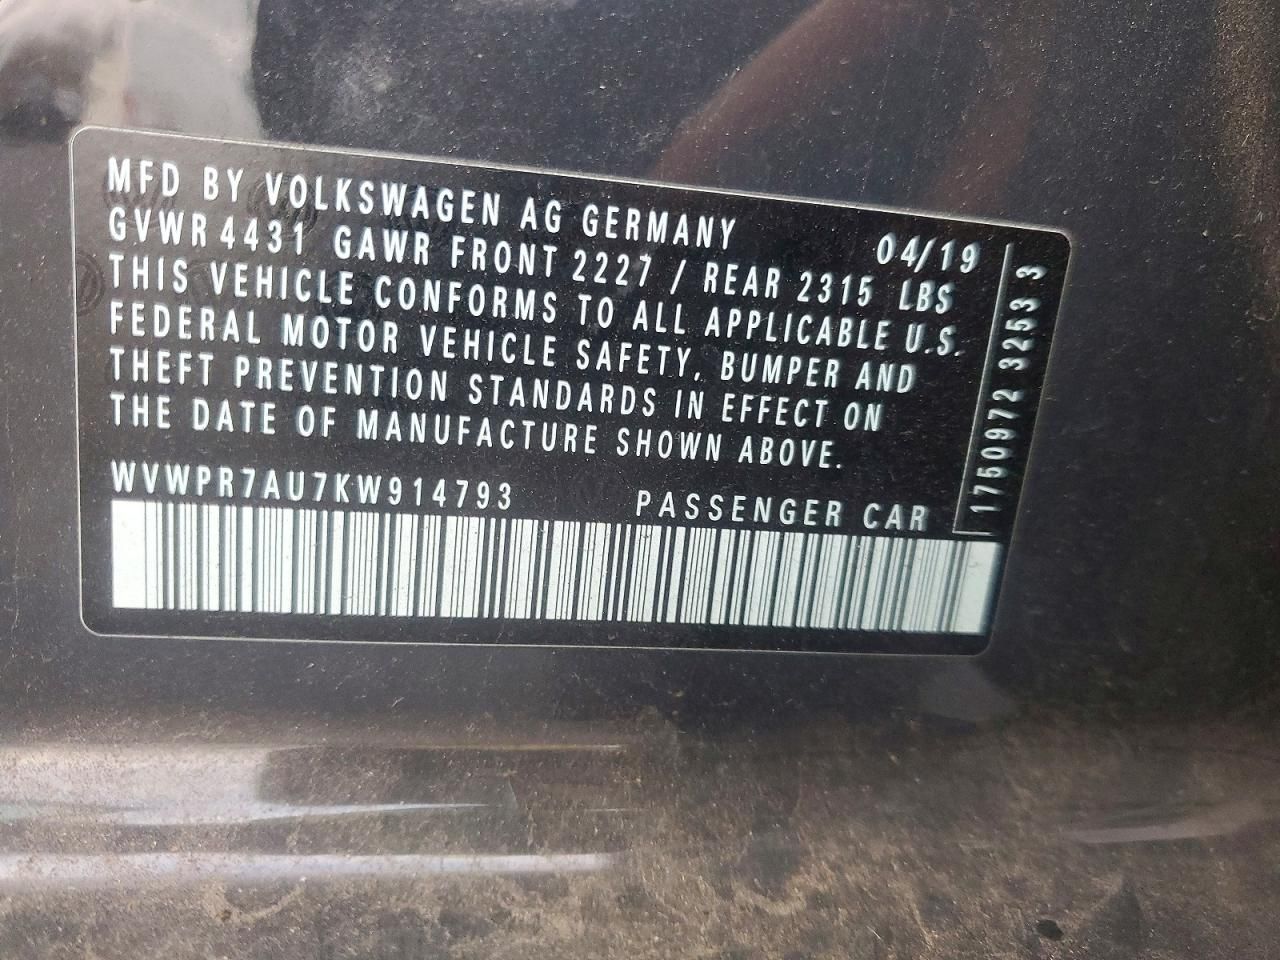 MFD BY VOLKSWAGEN AG GERMANY 04/19
GVWR 4431 GAWR FRONT 2227 / REAR 2315 LBS
THIS VEHICLE CONFORMS TO ALL APPLICABLE U.S.
FEDERAL MOTOR VEHICLE SAFETY, BUMPER AND
THEFT PREVENTION STANDARDS IN EFFECT ON
THE DATE OF MANUFACTURE SHOWN ABOVE.
WVWPR7AU7KW914793 PASSENGER CAR
1750972 3253 3